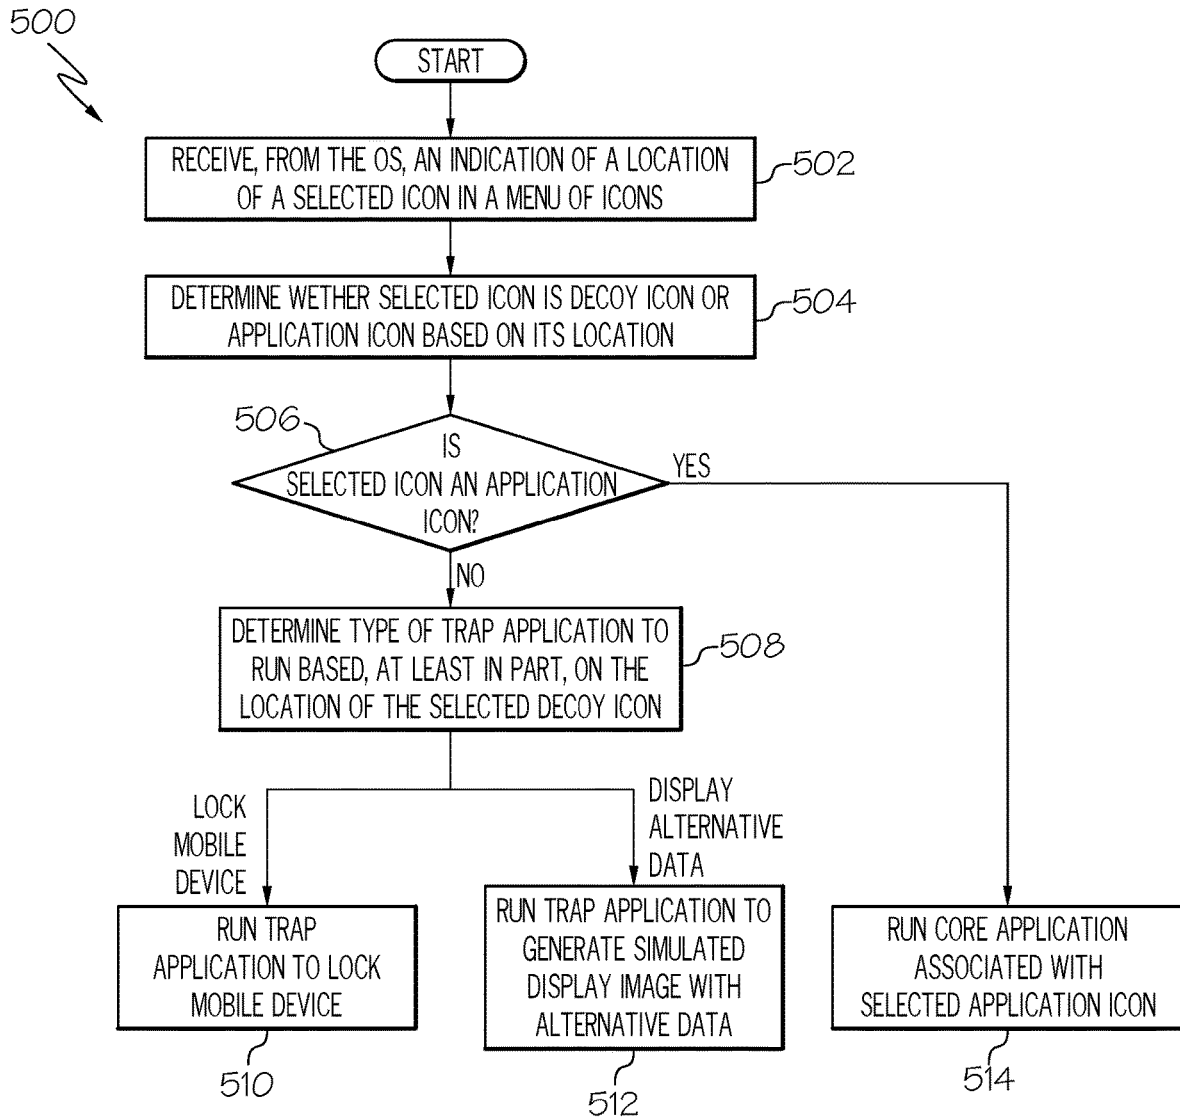 500
START
RECEIVE, FROM THE OS, AN INDICATION OF A LOCATION
OF A SELECTED ICON IN A MENU OF ICONS
502
DETERMINE WETHER SELECTED ICON IS DECOY ICON OR
APPLICATION ICON BASED ON ITS LOCATION
504
506
IS
SELECTED ICON AN APPLICATION
ICON?
YES
NO
DETERMINE TYPE OF TRAP APPLICATION TO
RUN BASED, AT LEAST IN PART, ON THE
LOCATION OF THE SELECTED DECOY ICON
508
LOCK
MOBILE
DEVICE
DISPLAY
ALTERNATIVE
DATA
RUN TRAP
APPLICATION TO LOCK
MOBILE DEVICE
510
RUN TRAP APPLICATION TO
GENERATE SIMULATED
DISPLAY IMAGE WITH
ALTERNATIVE DATA
512
RUN CORE APPLICATION
ASSOCIATED WITH
SELECTED APPLICATION ICON
514